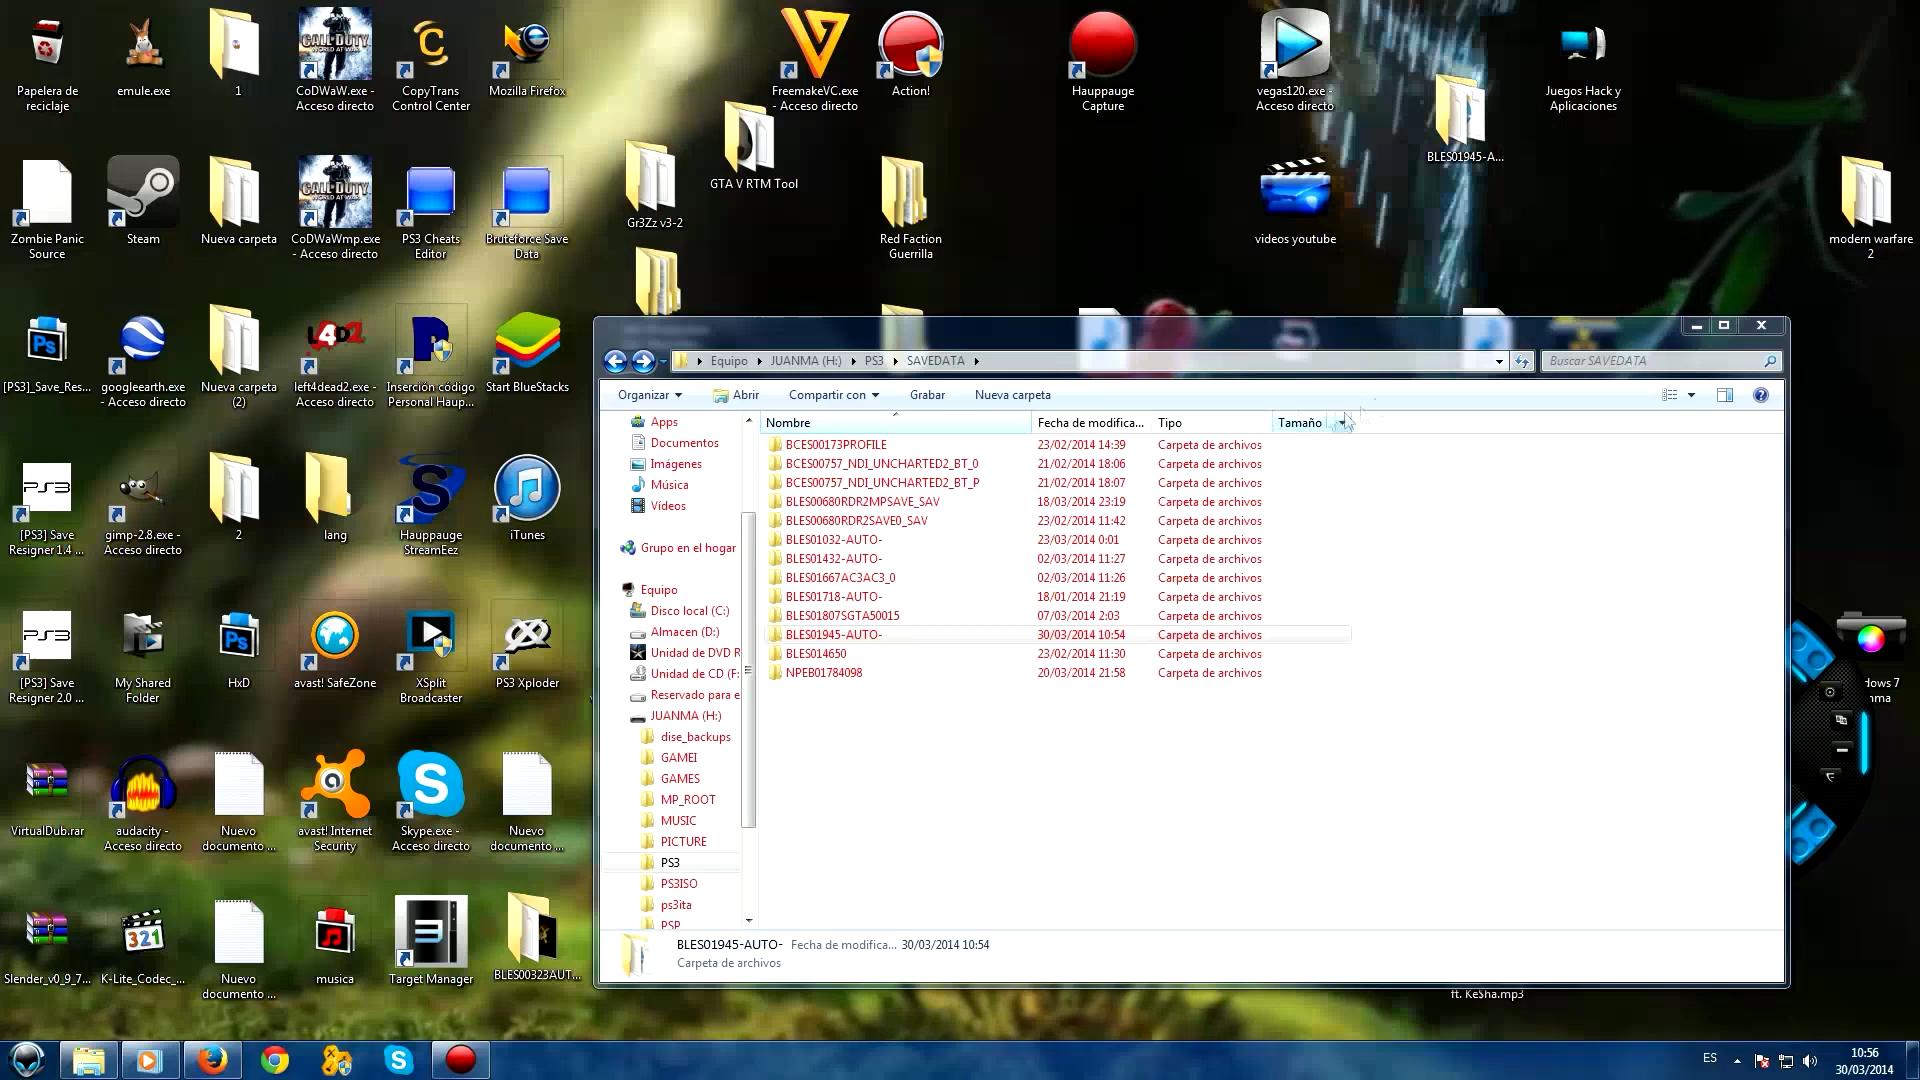 Papelera de
reciclaje
emule.exe
1
CoDWaW.exe -
Acceso directo
CopyTrans
Control Center
Mozilla Firefox
FreemakeVC.exe
- Acceso directo
Action!
Hauppauge
Capture
vegas120.exe -
Acceso directo
Juegos Hack y
Aplicaciones
BLES01945-A...
GTA V RTM Tool
Zombie Panic
Source
Steam
Nueva carpeta
CoDWaWmp.exe
- Acceso directo
PS3 Cheats
Editor
Bruteforce Save
Data
Gr3Zz v3-2
Red Faction
Guerrilla
videos youtube
modern warfare
2
[PS3]_Save_Res...
googleearth.exe
- Acceso directo
Nueva carpeta
(2)
left4dead2.exe -
Acceso directo
Inserción código
Personal Haup...
Start BlueStacks
[PS3] Save
Resigner 1.4 ...
gimp-2.8.exe -
Acceso directo
2
lang
Hauppauge
StreamEez
iTunes
[PS3] Save
Resigner 2.0 ...
My Shared
Folder
HxD
avast! SafeZone
XSplit
Broadcaster
PS3 Xploder
VirtualDub.rar
audacity -
Acceso directo
Nuevo
documento ...
avast! Internet
Security
Skype.exe -
Acceso directo
Nuevo
documento ...
Slender_v0_9_7...
K-Lite_Codec_...
Nuevo
documento ...
musica
Target Manager
BLES00323AUT...
Equipo
JUANMA (H:)
PS3
SAVEDATA
Buscar SAVEDATA
Organizar
Abrir
Compartir con
Grabar
Nueva carpeta
Apps
Documentos
Imágenes
Música
Vídeos
Grupo en el hogar
Equipo
Disco local (C:)
Almacen (D:)
Unidad de DVD R
Unidad de CD (F:
Reservado para e
JUANMA (H:)
dise_backups
GAMEI
GAMES
MP_ROOT
MUSIC
PICTURE
PS3
PS3ISO
ps3ita
PSP
Nombre Fecha de modifica... Tipo Tamaño
BCES00173PROFILE 23/02/2014 14:39 Carpeta de archivos
BCES00757_NDI_UNCHARTED2_BT_0 21/02/2014 18:06 Carpeta de archivos
BCES00757_NDI_UNCHARTED2_BT_P 21/02/2014 18:07 Carpeta de archivos
BLES00680RDR2MPSAVE_SAV 18/03/2014 23:19 Carpeta de archivos
BLES00680RDR2SAVE0_SAV 23/02/2014 11:42 Carpeta de archivos
BLES01032-AUTO- 23/03/2014 0:01 Carpeta de archivos
BLES01432-AUTO- 02/03/2014 11:27 Carpeta de archivos
BLES01667AC3AC3_0 02/03/2014 11:26 Carpeta de archivos
BLES01718-AUTO- 18/01/2014 21:19 Carpeta de archivos
BLES01807SGTA50015 07/03/2014 2:03 Carpeta de archivos
BLES01945-AUTO- 30/03/2014 10:54 Carpeta de archivos
BLES014650 23/02/2014 11:30 Carpeta de archivos
NPEB01784098 20/03/2014 21:58 Carpeta de archivos
BLES01945-AUTO- Fecha de modifica... 30/03/2014 10:54
Carpeta de archivos
dows 7
ft. Ke$ha.mp3
ES
10:56
30/03/2014